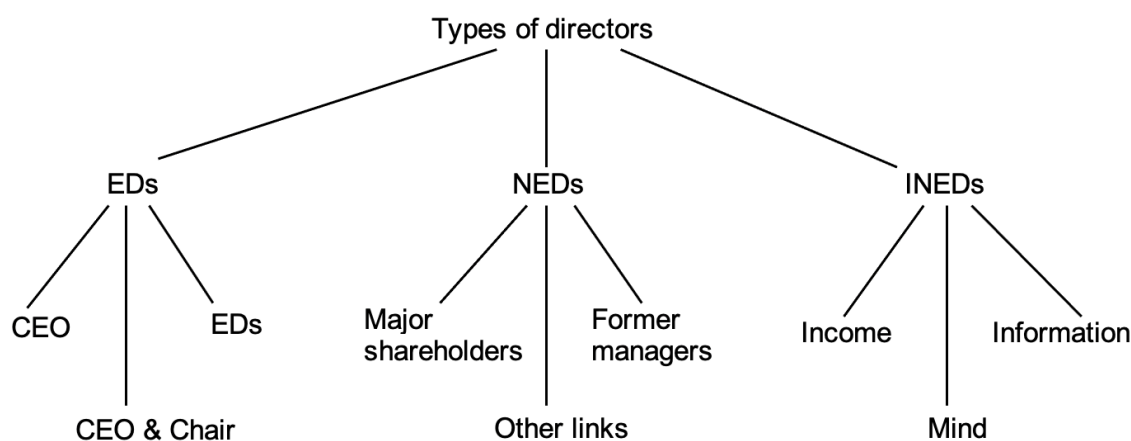 Types of directors
EDs
NEDs
INEDs
CEO
EDs
Major
shareholders
Former
managers
Income
Information
CEO & Chair
Other links
Mind